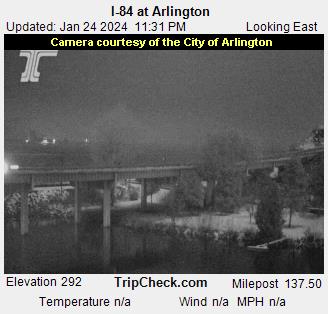 I-84 at Arlington
Updated: Jan 24 2024 11:31 PM Looking East
Camera courtesy of the City of Arlington
Elevation 292 TripCheck.com Milepost 137.50
Temperature n/a Wind n/a MPH n/a